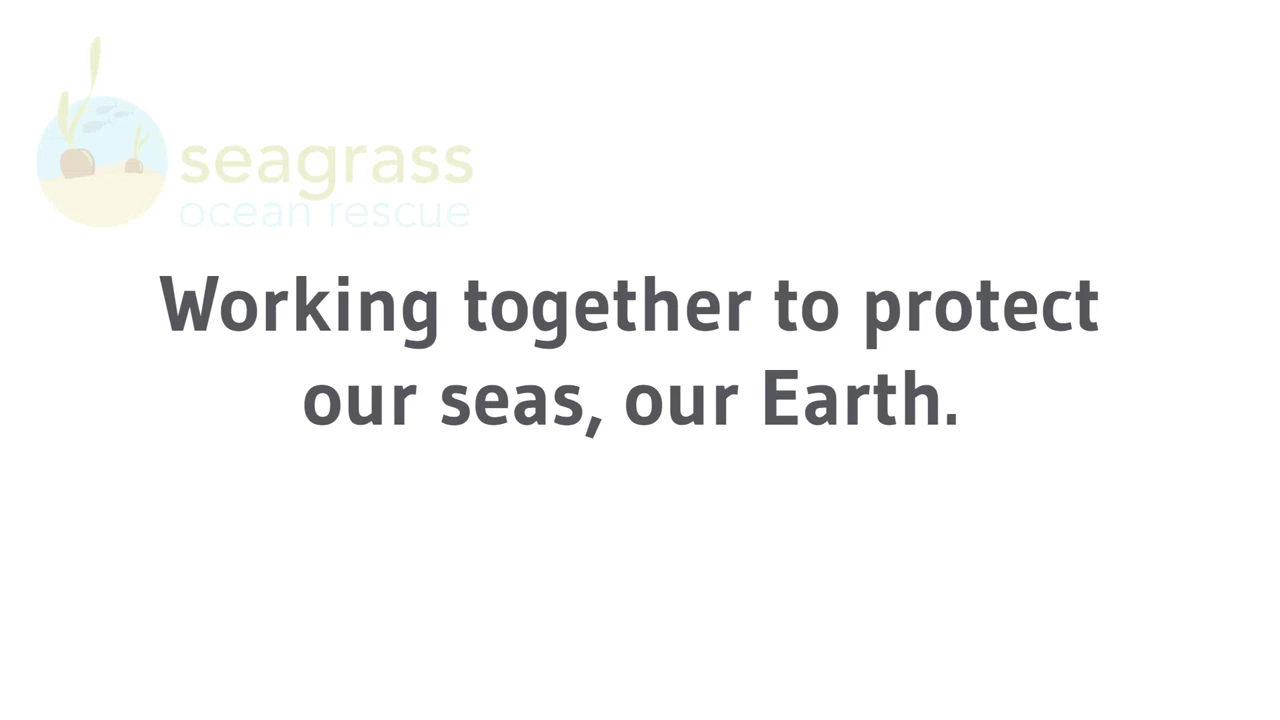 seagrass
ocean rescue
Working together to protect
our seas, our Earth.